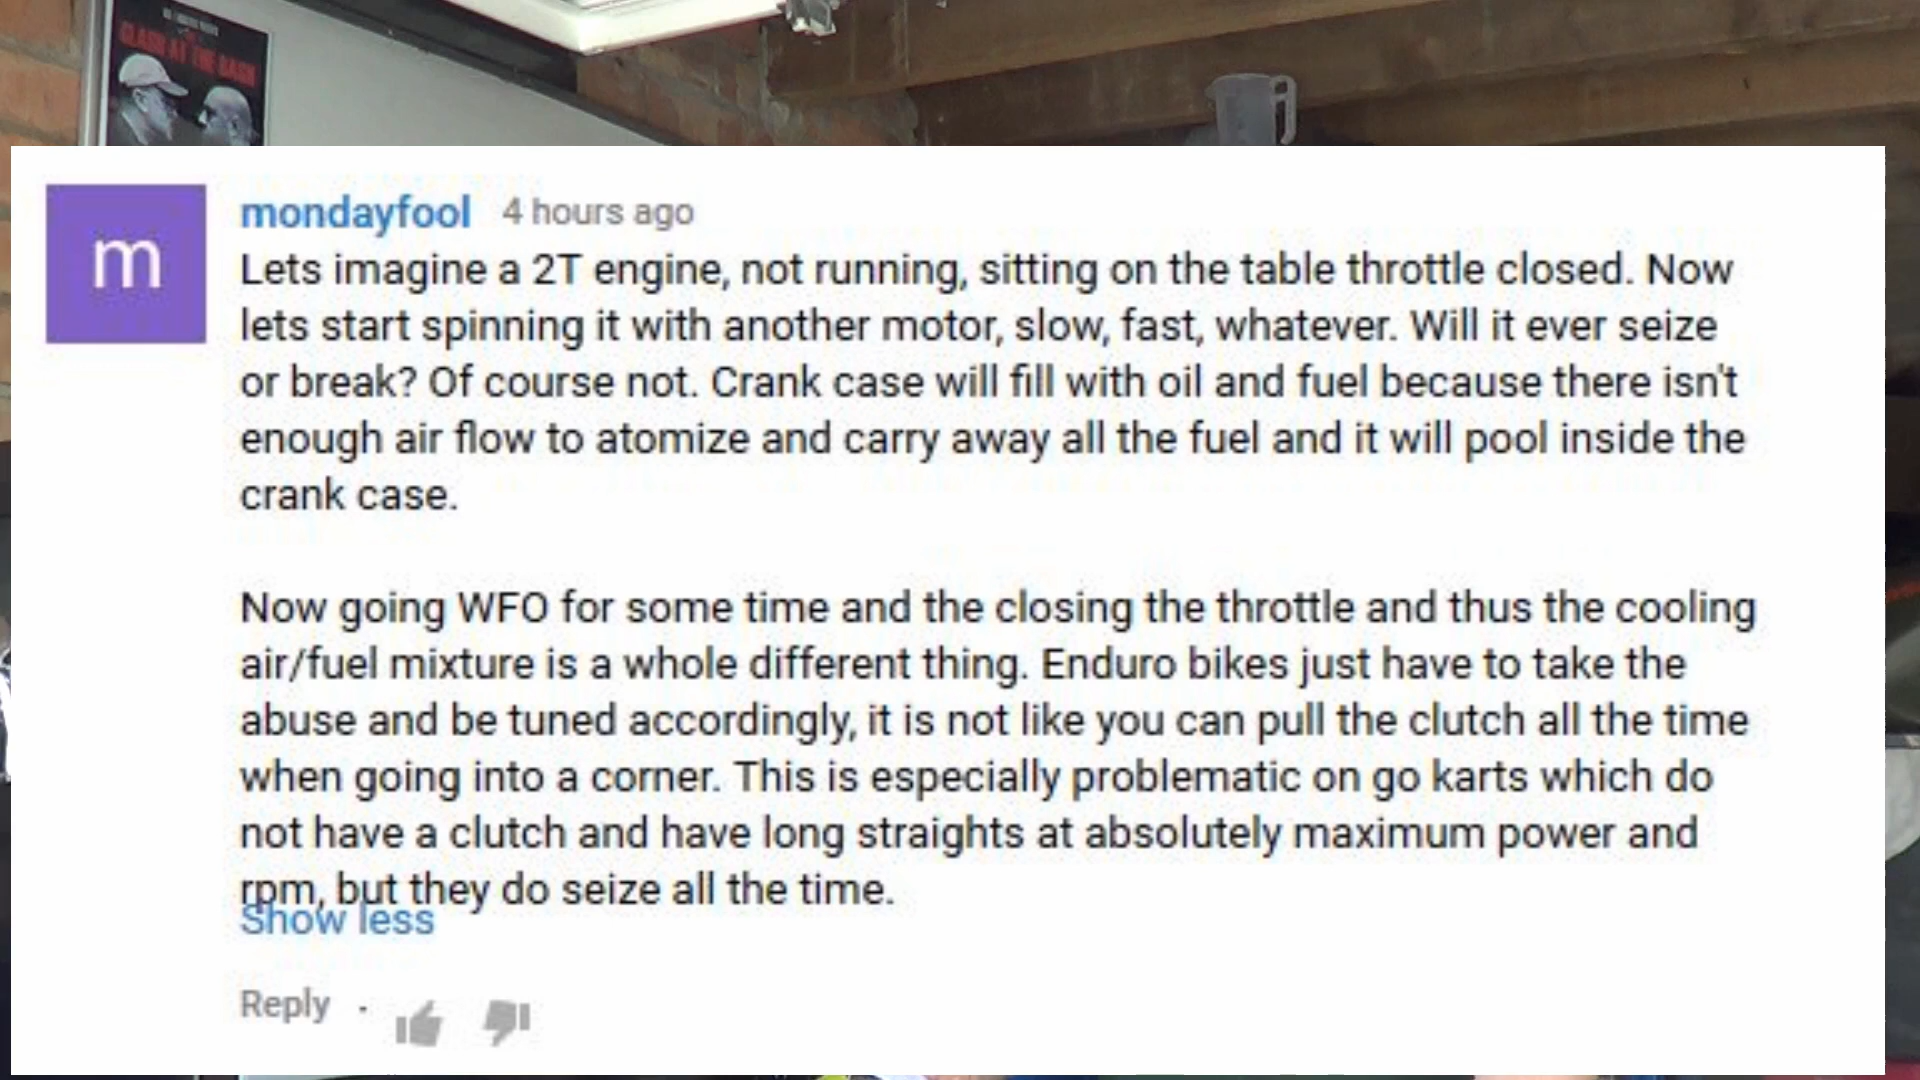 CLASH AT THE DASH
m
mondayfool 4 hours ago
Lets imagine a 2T engine, not running, sitting on the table throttle closed. Now
lets start spinning it with another motor, slow, fast, whatever. Will it ever seize
or break? Of course not. Crank case will fill with oil and fuel because there isn't
enough air flow to atomize and carry away all the fuel and it will pool inside the
crank case.
Now going WFO for some time and the closing the throttle and thus the cooling
air/fuel mixture is a whole different thing. Enduro bikes just have to take the
abuse and be tuned accordingly, it is not like you can pull the clutch all the time
when going into a corner. This is especially problematic on go karts which do
not have a clutch and have long straights at absolutely maximum power and
rpm, but they do seize all the time.
Show less
Reply ·